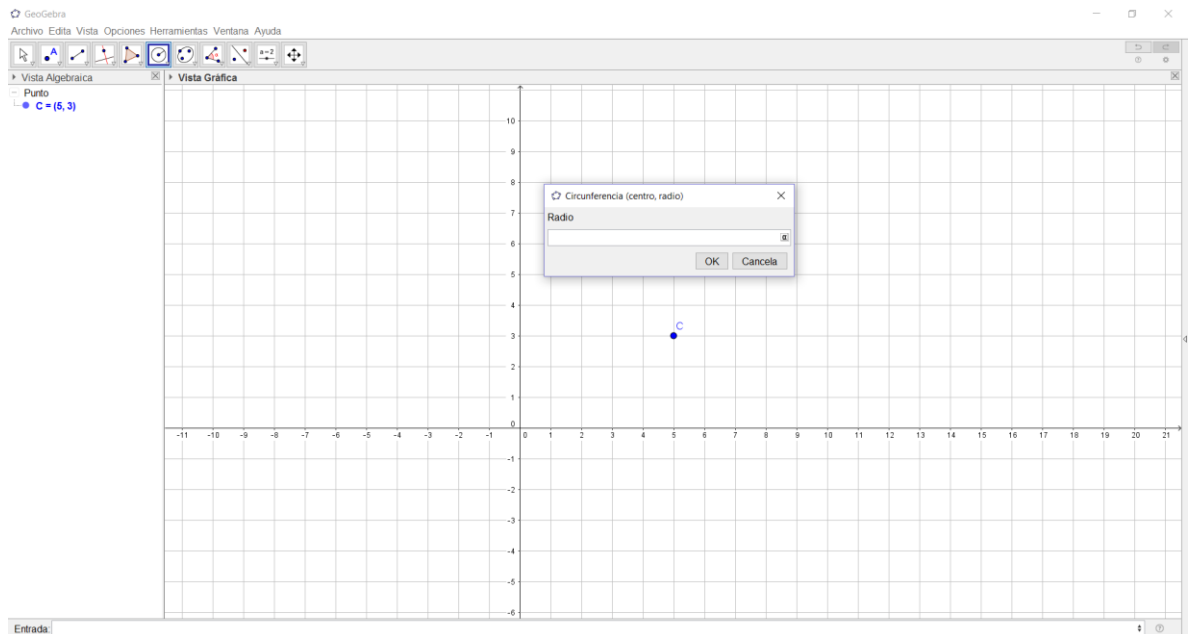 GeoGebra
Archivo Edita Vista Opciones Herramientas Ventana Ayuda
A
a=2
Vista Algebraica
Vista Gráfica
Punto
C = (5, 3)
10
9
8
Circunferencia (centro, radio)
7
Radio
6
α
OK Cancela
5
4
C
3
2
1
0
-11 -10 -9 -8 -7 -6 -5 -4 -3 -2 -1 0 1 2 3 4 5 6 7 8 9 10 11 12 13 14 15 16 17 18 19 20 21
-1
-2
-3
-4
-5
-6
Entrada: